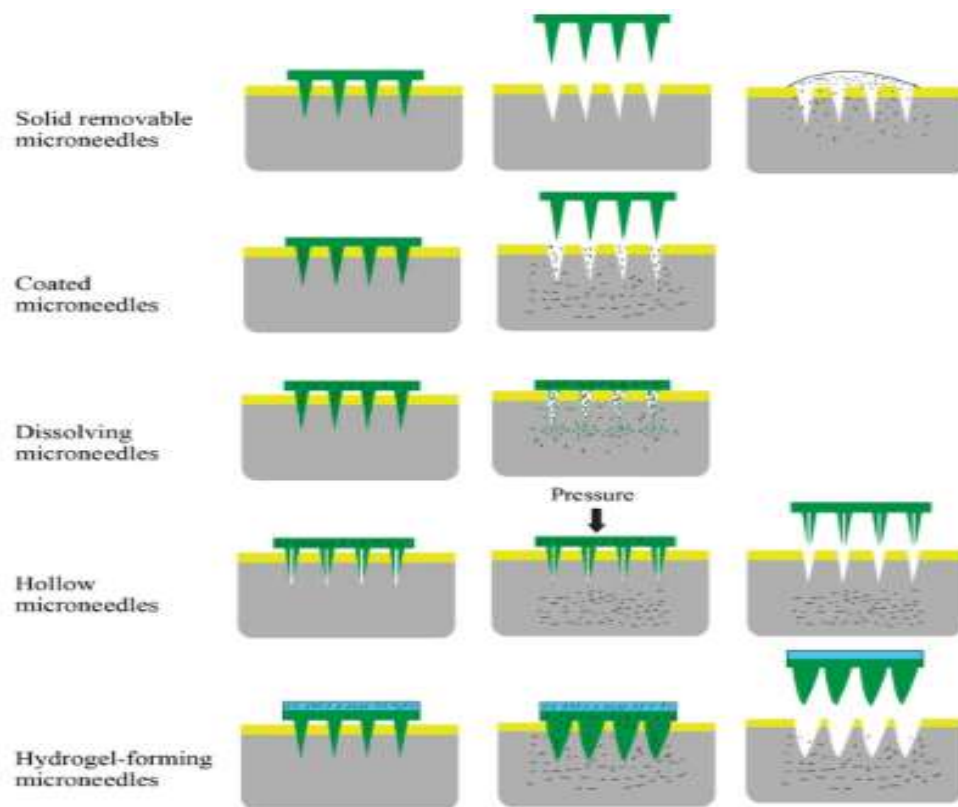 Solid removable
microneedles
Coated
microneedles
Dissolving
microneedles
Pressure
Hollow
microneedles
Hydrogel-forming
microneedles